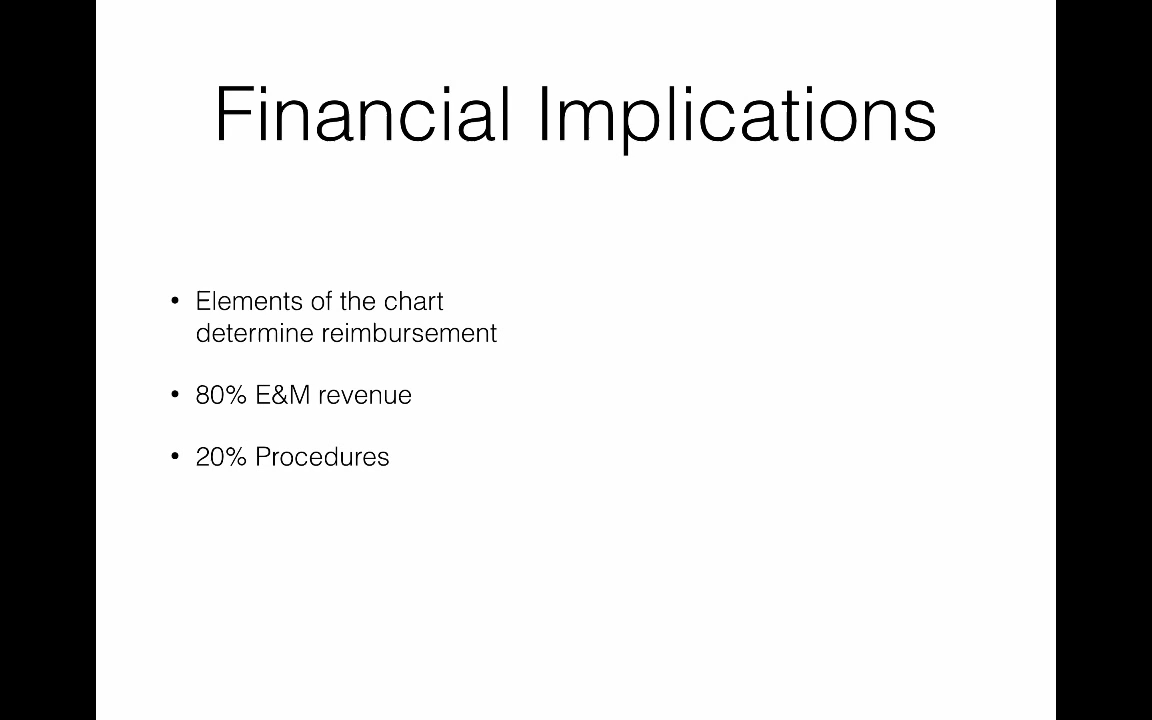 Financial Implications
• Elements of the chart
determine reimbursement
• 80% E&M revenue
• 20% Procedures